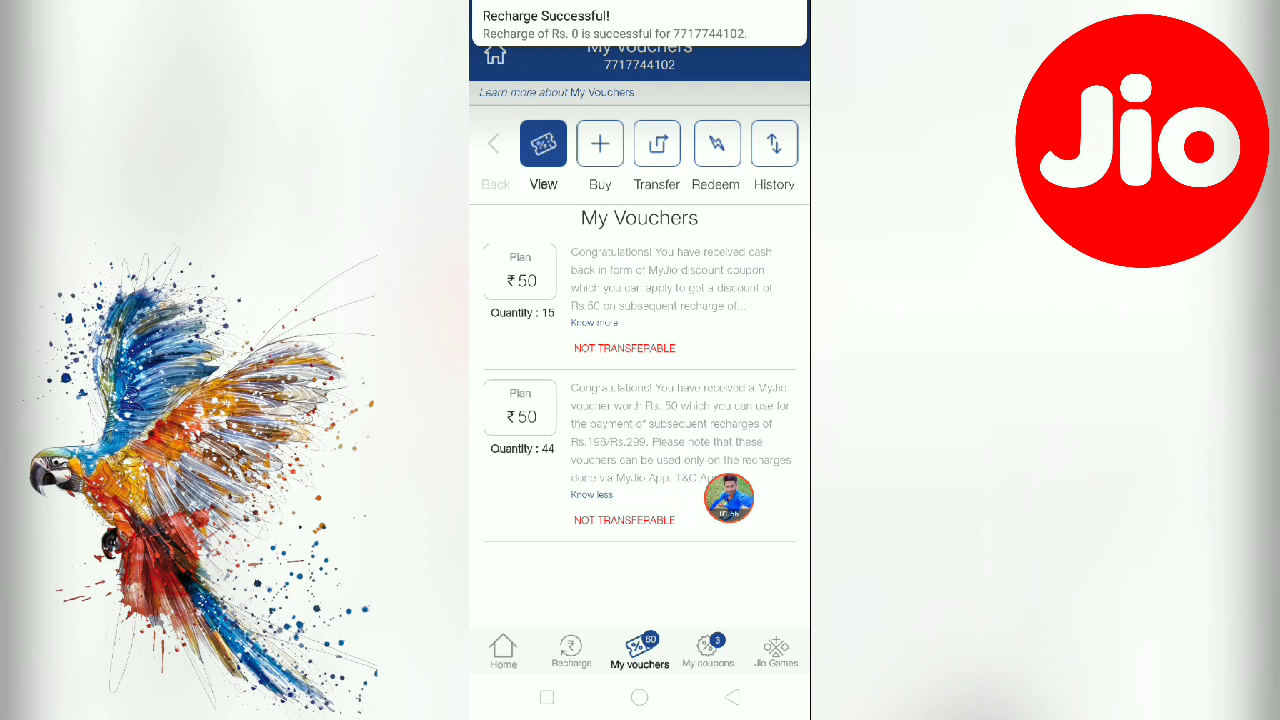 Recharge Successful!
Recharge of Rs. 0 is successful for 7717744102.
My Vouchers
7717744102
Learn more about My Vouchers
Back
View
Buy
Transfer
Redeem
History
My Vouchers
Plan
₹ 50
Quantity : 15
Congratulations! You have received cash
back in form of MyJio discount coupon
which you can apply to get a discount of
Rs.50 on subsequent recharge of...
Know more
NOT TRANSFERABLE
Plan
₹ 50
Quantity : 44
Congratulations! You have received a MyJio
voucher worth Rs. 50 which you can use for
the payment of subsequent recharges of
Rs.198/Rs.299. Please note that these
vouchers can be used only on the recharges
done via MyJio App. T&C
Know less
NOT TRANSFERABLE
60
3
Home
Recharge
My vouchers
My coupons
Jio Games
Jio